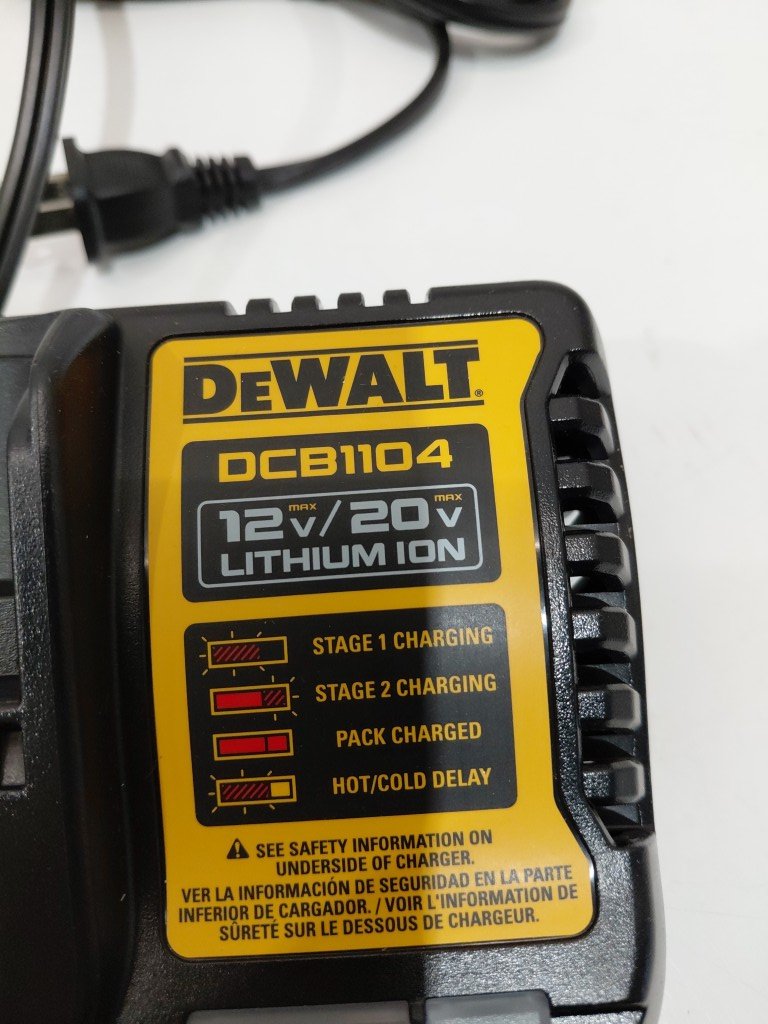 DEWALT®
DCB1104
12 MAX V / 20 MAX V
LITHIUM ION
STAGE 1 CHARGING
STAGE 2 CHARGING
PACK CHARGED
HOT/COLD DELAY
SEE SAFETY INFORMATION ON
UNDERSIDE OF CHARGER.
VER LA INFORMACIÓN DE SEGURIDAD EN LA PARTE
INFERIOR DE CARGADOR. / VOIR L'INFORMATION DE
SÛRETÉ SUR LE DESSOUS DE CHARGEUR.